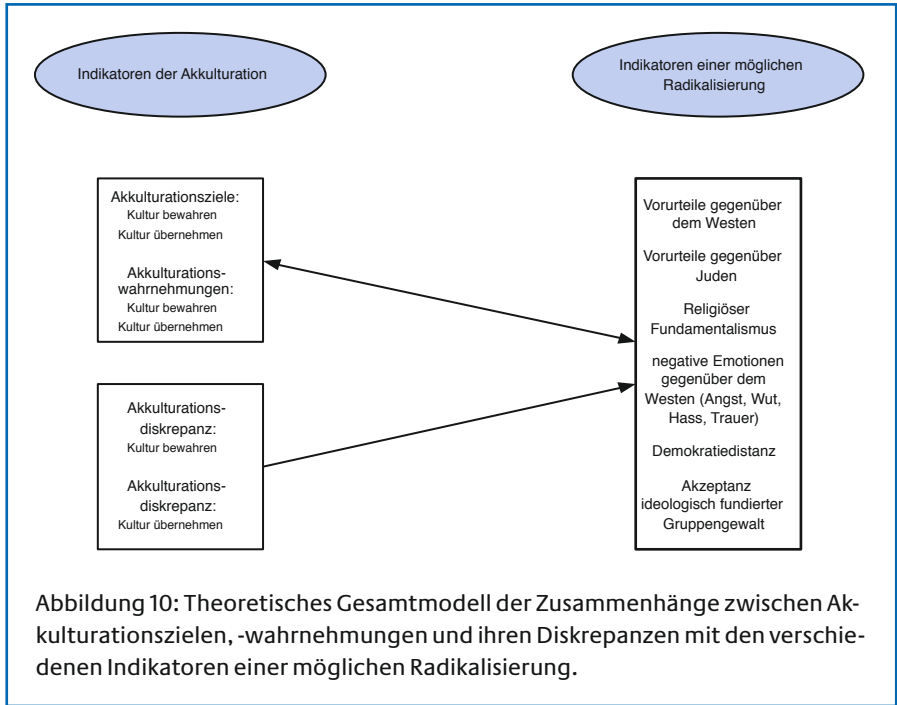 Indikatoren der Akkulturation
Indikatoren einer möglichen
Radikalisierung
Akkulturationsziele:
Kultur bewahren
Kultur übernehmen
Akkulturations-
wahrnehmungen:
Kultur bewahren
Kultur übernehmen
Akkulturations-
diskrepanz:
Kultur bewahren
Akkulturations-
diskrepanz:
Kultur übernehmen
Vorurteile gegenüber
dem Westen
Vorurteile gegenüber
Juden
Religiöser
Fundamentalismus
negative Emotionen
gegenüber dem
Westen (Angst, Wut,
Hass, Trauer)
Demokratiedistanz
Akzeptanz
ideologisch fundierter
Gruppengewalt
Abbildung 10: Theoretisches Gesamtmodell der Zusammenhänge zwischen Ak-
kulturationszielen, -wahrnehmungen und ihren Diskrepanzen mit den verschie-
denen Indikatoren einer möglichen Radikalisierung.